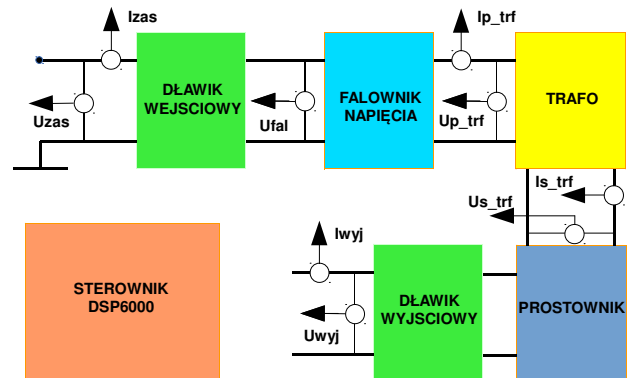 Izas
Ip_trf
DŁAWIK
WEJSCIOWY
FALOWNIK
NAPIĘCIA
TRAFO
Uzas
Ufal
Up_trf
Is_trf
Us_trf
Iwyj
STEROWNIK
DSP6000
DŁAWIK
WYJSCIOWY
PROSTOWNIK
Uwyj